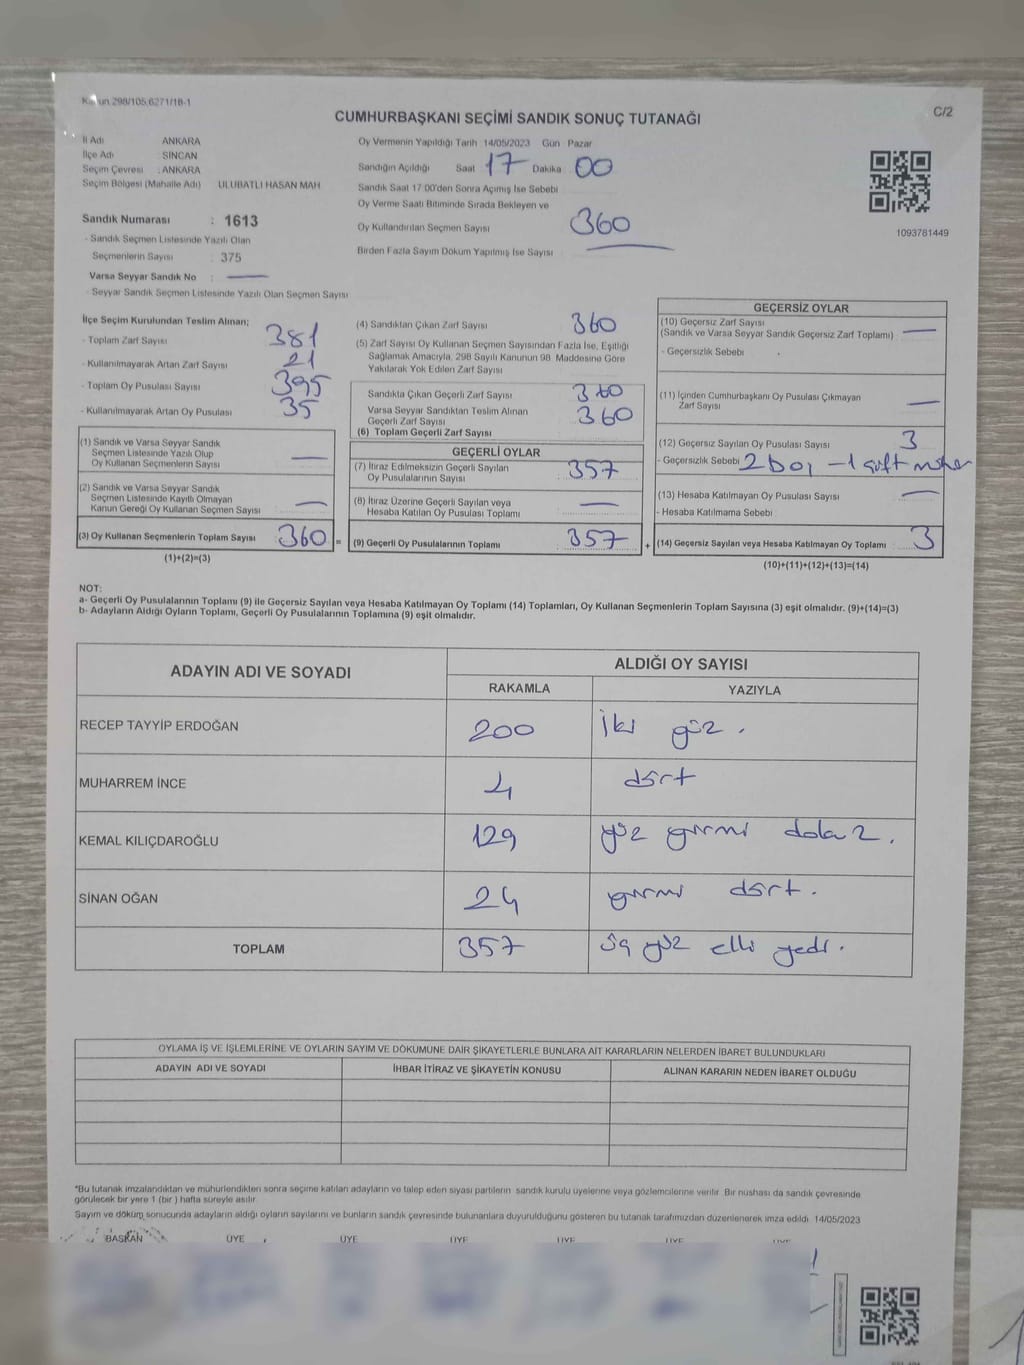 Kanun 298/105,6271/18-1
C/2
CUMHURBAŞKANI SEÇİMİ SANDIK SONUÇ TUTANAĞI
İl Adı ANKARA
İlçe Adı SİNCAN
Seçim Çevresi : ANKARA
Seçim Bölgesi (Mahalle Adı) ULUBATLI HASAN MAH
Sandık Numarası : 1613
- Sandık Seçmen Listesinde Yazılı Olan
Seçmenlerin Sayısı : 375
Varsa Seyyar Sandık No : —
- Seyyar Sandık Seçmen Listesinde Yazılı Olan Seçmen Sayısı
Oy Vermenin Yapıldığı Tarih 14/05/2023 Gün Pazar
Sandığın Açıldığı Saat 17 Dakika 00
Sandık Saat 17 00'den Sonra Açımış İse Sebebi
Oy Verme Saati Bitiminde Sırada Bekleyen ve
Oy Kullandırılan Seçmen Sayısı 360
Birden Fazla Sayım Döküm Yapılmış İse Sayısı
1093781449
İlçe Seçim Kurulundan Teslim Alınan;
- Toplam Zarf Sayısı 381
- Kullanılmayarak Artan Zarf Sayısı 21
- Toplam Oy Pusulası Sayısı 395
- Kullanılmayarak Artan Oy Pusulası 35
(1) Sandık ve Varsa Seyyar Sandık
Seçmen Listesinde Yazılı Olup
Oy Kullanan Seçmenlerin Sayısı —
(2) Sandık ve Varsa Seyyar Sandık
Seçmen Listesinde Kayıtlı Olmayan
Kanun Gereği Oy Kullanan Seçmen Sayısı —
(3) Oy Kullanan Seçmenlerin Toplam Sayısı 360 =
(1)+(2)=(3)
(4) Sandıktan Çıkan Zarf Sayısı 360
(5) Zarf Sayısı Oy Kullanan Seçmen Sayısından Fazla İse, Eşitliği
Sağlamak Amacıyla, 298 Sayılı Kanunun 98. Maddesine Göre
Yakılarak Yok Edilen Zarf Sayısı
Sandıkta Çıkan Geçerli Zarf Sayısı 360
Varsa Seyyar Sandıktan Teslim Alınan
Geçerli Zarf Sayısı 360
(6) Toplam Geçerli Zarf Sayısı
GEÇERLİ OYLAR
(7) İtiraz Edilmeksizin Geçerli Sayılan
Oy Pusulalarının Sayısı 357
(8) İtiraz Üzerine Geçerli Sayılan veya
Hesaba Katılan Oy Pusulası Toplamı —
(9) Geçerli Oy Pusulalarının Toplamı 357 +
GEÇERSİZ OYLAR
(10) Geçersiz Zarf Sayısı
(Sandık ve Varsa Seyyar Sandık Geçersiz Zarf Toplamı) —
- Geçersizlik Sebebi
(11) İçinden Cumhurbaşkanı Oy Pusulası Çıkmayan
Zarf Sayısı —
(12) Geçersiz Sayılan Oy Pusulası Sayısı 3
- Geçersizlik Sebebi 2 boş - 1 çift mühür
(13) Hesaba Katılmayan Oy Pusulası Sayısı —
- Hesaba Katılmama Sebebi
(14) Geçersiz Sayılan veya Hesaba Katılmayan Oy Toplamı 3
(10)+(11)+(12)+(13)=(14)
NOT:
a- Geçerli Oy Pusulalarının Toplamı (9) ile Geçersiz Sayılan veya Hesaba Katılmayan Oy Toplamı (14) Toplamları, Oy Kullanan Seçmenlerin Toplam Sayısına (3) eşit olmalıdır. (9)+(14)=(3)
b- Adayların Aldığı Oyların Toplamı, Geçerli Oy Pusulalarının Toplamına (9) eşit olmalıdır.
ADAYIN ADI VE SOYADI
ALDIĞI OY SAYISI
RAKAMLA YAZIYLA
RECEP TAYYİP ERDOĞAN 200 İki yüz.
MUHARREM İNCE 4 dört
KEMAL KILIÇDAROĞLU 129 yüz yirmi dokuz.
SİNAN OĞAN 24 yirmi dört.
TOPLAM 357 üç yüz elli yedi.
OYLAMA İŞ VE İŞLEMLERİNE VE OYLARIN SAYIM VE DÖKÜMÜNE DAİR ŞİKAYETLERLE BUNLARA AİT KARARLARIN NELERDEN İBARET BULUNDUKLARI
ADAYIN ADI VE SOYADI İHBAR İTİRAZ VE ŞİKAYETİN KONUSU ALINAN KARARIN NEDEN İBARET OLDUĞU
*Bu tutanak imzalandıktan ve mühürlendikten sonra seçime katılan adayların ve talep eden siyasi partilerin sandık kurulu üyelerine veya gözlemcilerine verilir. Bir nüshası da sandık çevresinde
görülecek bir yere 1 (bir ) hafta süreyle asılır.
Sayım ve döküm sonucunda adayların aldığı oyların sayılarını ve bunların sandık çevresinde bulunanlara duyurulduğunu gösteren bu tutanak tarafımızdan düzenlenerek imza edildi. 14/05/2023
BAŞKAN ÜYE ÜYE ÜYE ÜYE ÜYE ÜYE